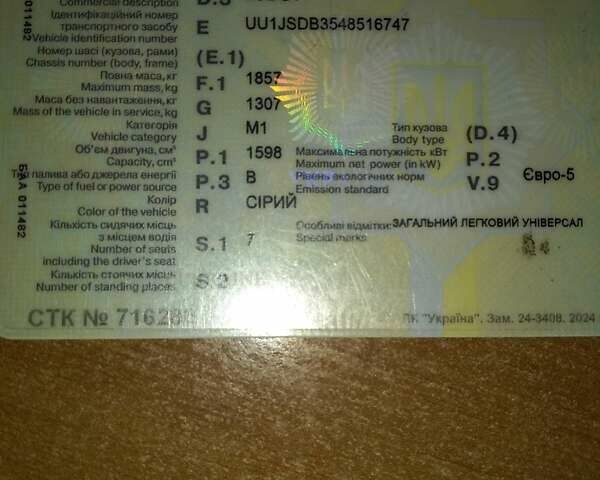 Commercial description
Ідентифікаційний номер
транспортного засобу E UU1JSDB3548516747
Vehicle identification number
Номер шасі (кузова, рами) (E.1)
Chassis number (body, frame)
Повна маса, кг F.1 1857
Maximum mass, kg
Маса без навантаження, кг G 1307
Mass of the vehicle in service, kg
Категорія J M1 Тип кузова (D.4)
Vehicle category Body type
Об'єм двигуна, см³ P.1 1598 Максимальна потужність кВт P.2
Capacity, cm³ Maximum net power (in kW)
Тип палива або джерела енергії P.3 B Рівень екологічних норм V.9 Євро-5
Type of fuel or power source Emission standard
Колір R СІРИЙ
Color of the vehicle
Кількість сидячих місць Особливі відмітки: ЗАГАЛЬНИЙ ЛЕГКОВИЙ УНІВЕРСАЛ
з місцем водія S.1 7 Special marks
Number of seats
including the driver's seat
Кількість стоячих місць S.2
Number of standing places
СТК №
ПК "Україна". Зам. 24-3408. 2024
011482
011482